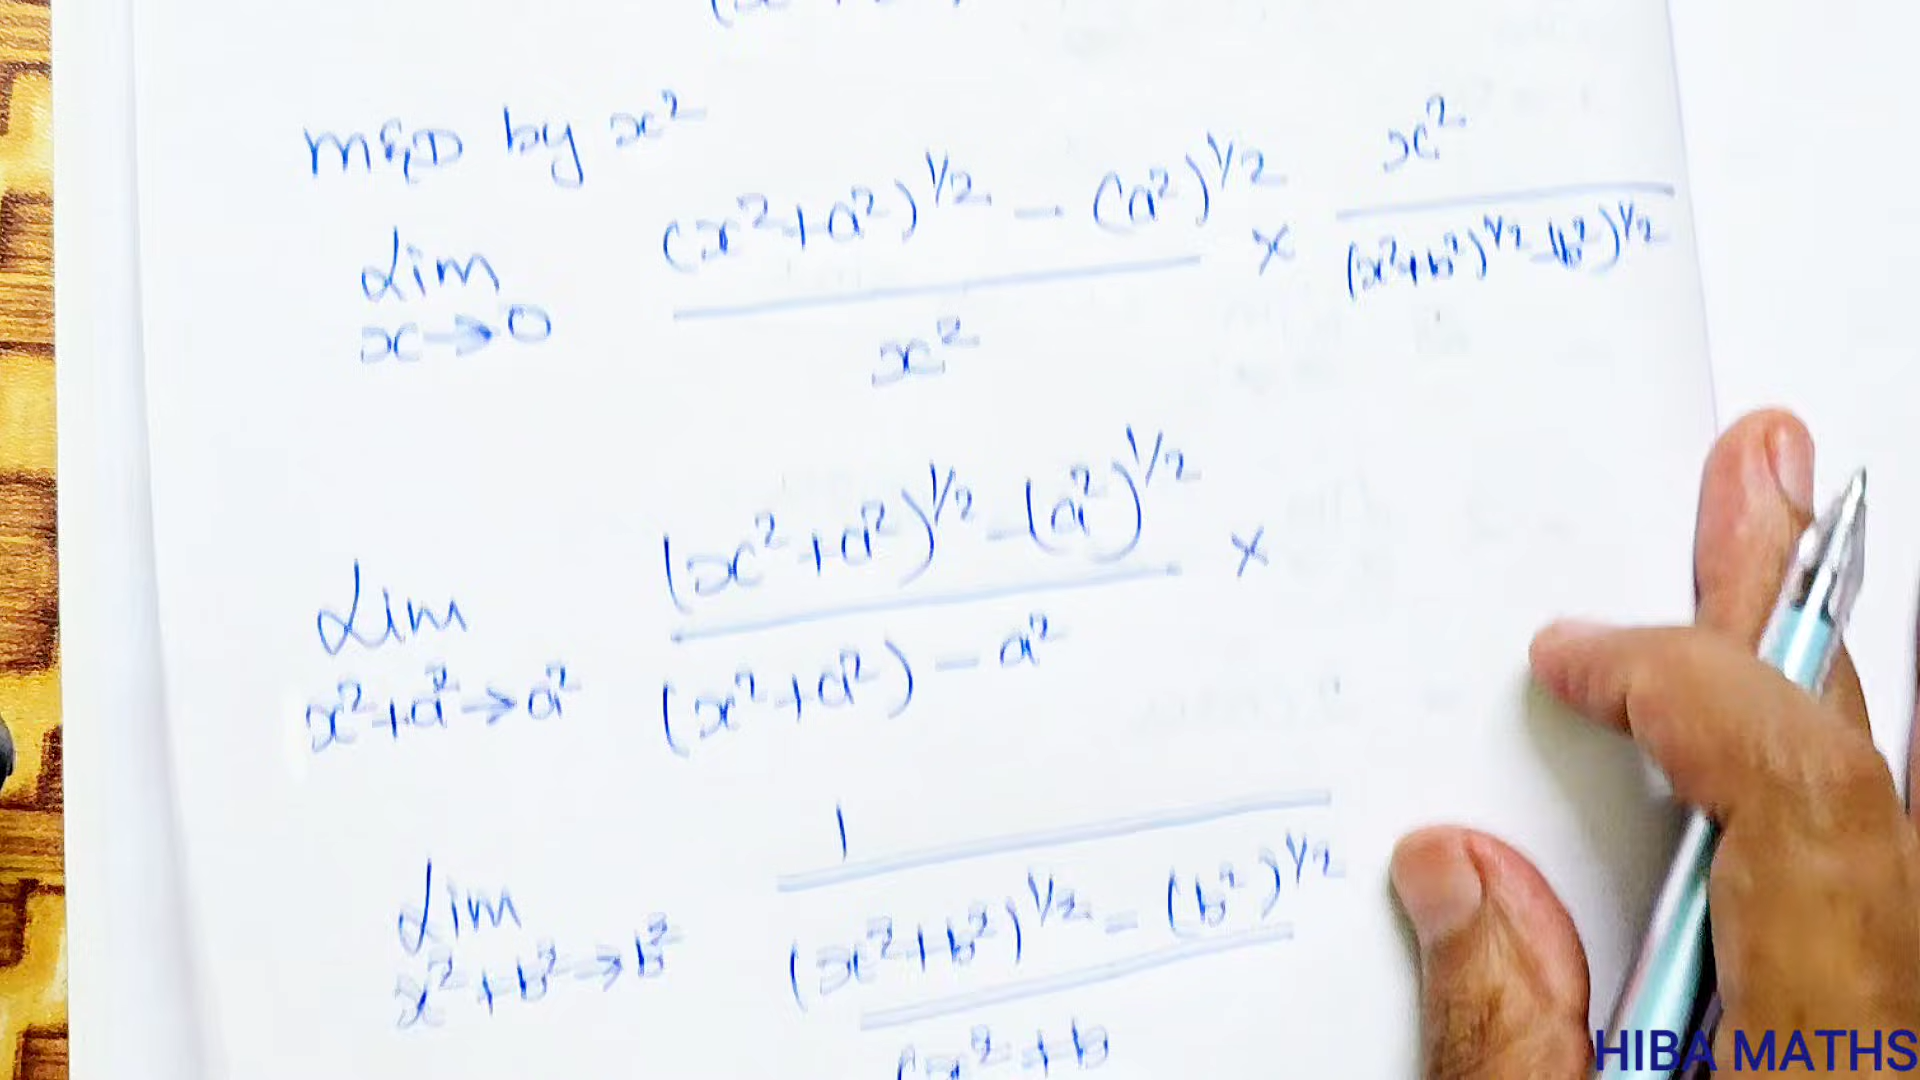 M&D by x²
x²
(x²+a²)^1/2 - (a²)^1/2 ×
Lim
x→0
x²
(x²+b²)^1/2 - (b²)^1/2
(x²+a²)^1/2 - (a²)^1/2 ×
Lim
x²+a²→a²
(x²+a²) - a²
1
Lim
x²+b²→b²
(x²+b²)^1/2 - (b²)^1/2
(x²+b
HIBA MATHS